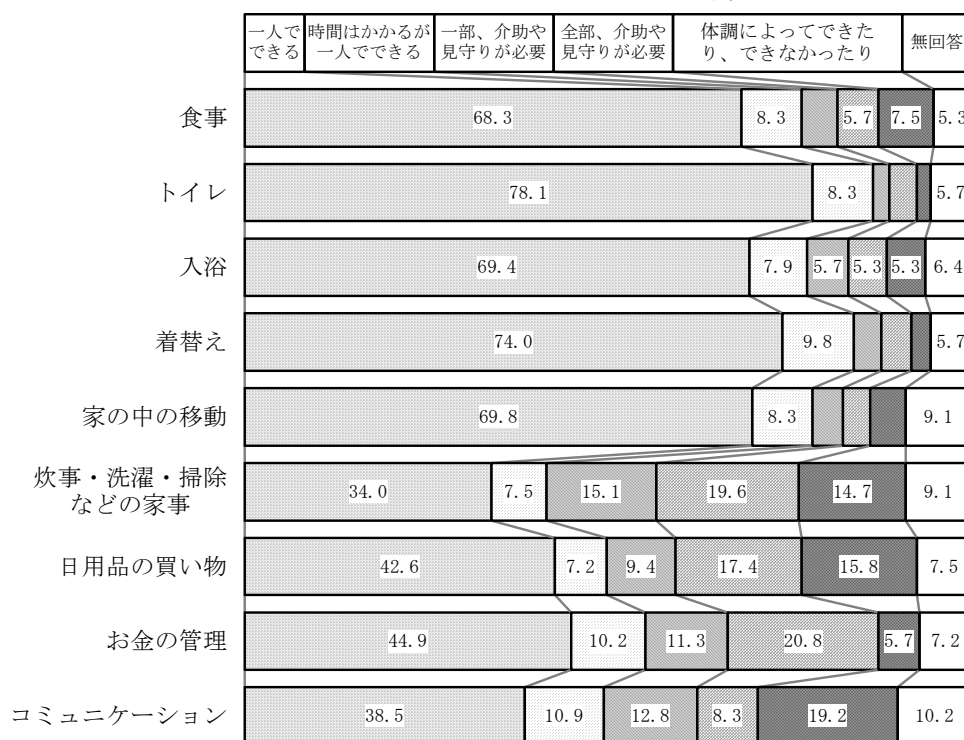 一人で
できる
時間はかかるが
一人でできる
一部、介助や
見守りが必要
全部、介助や
見守りが必要
体調によってできた
り、できなかったり
無回答
食事
68.3
8.3
5.7
7.5
5.3
トイレ
78.1
8.3
5.7
入浴
69.4
7.9
5.7
5.3
5.3
6.4
着替え
74.0
9.8
5.7
家の中の移動
69.8
8.3
9.1
炊事・洗濯・掃除
などの家事
34.0
7.5
15.1
19.6
14.7
9.1
日用品の買い物
42.6
7.2
9.4
17.4
15.8
7.5
お金の管理
44.9
10.2
11.3
20.8
5.7
7.2
コミュニケーション
38.5
10.9
12.8
8.3
19.2
10.2